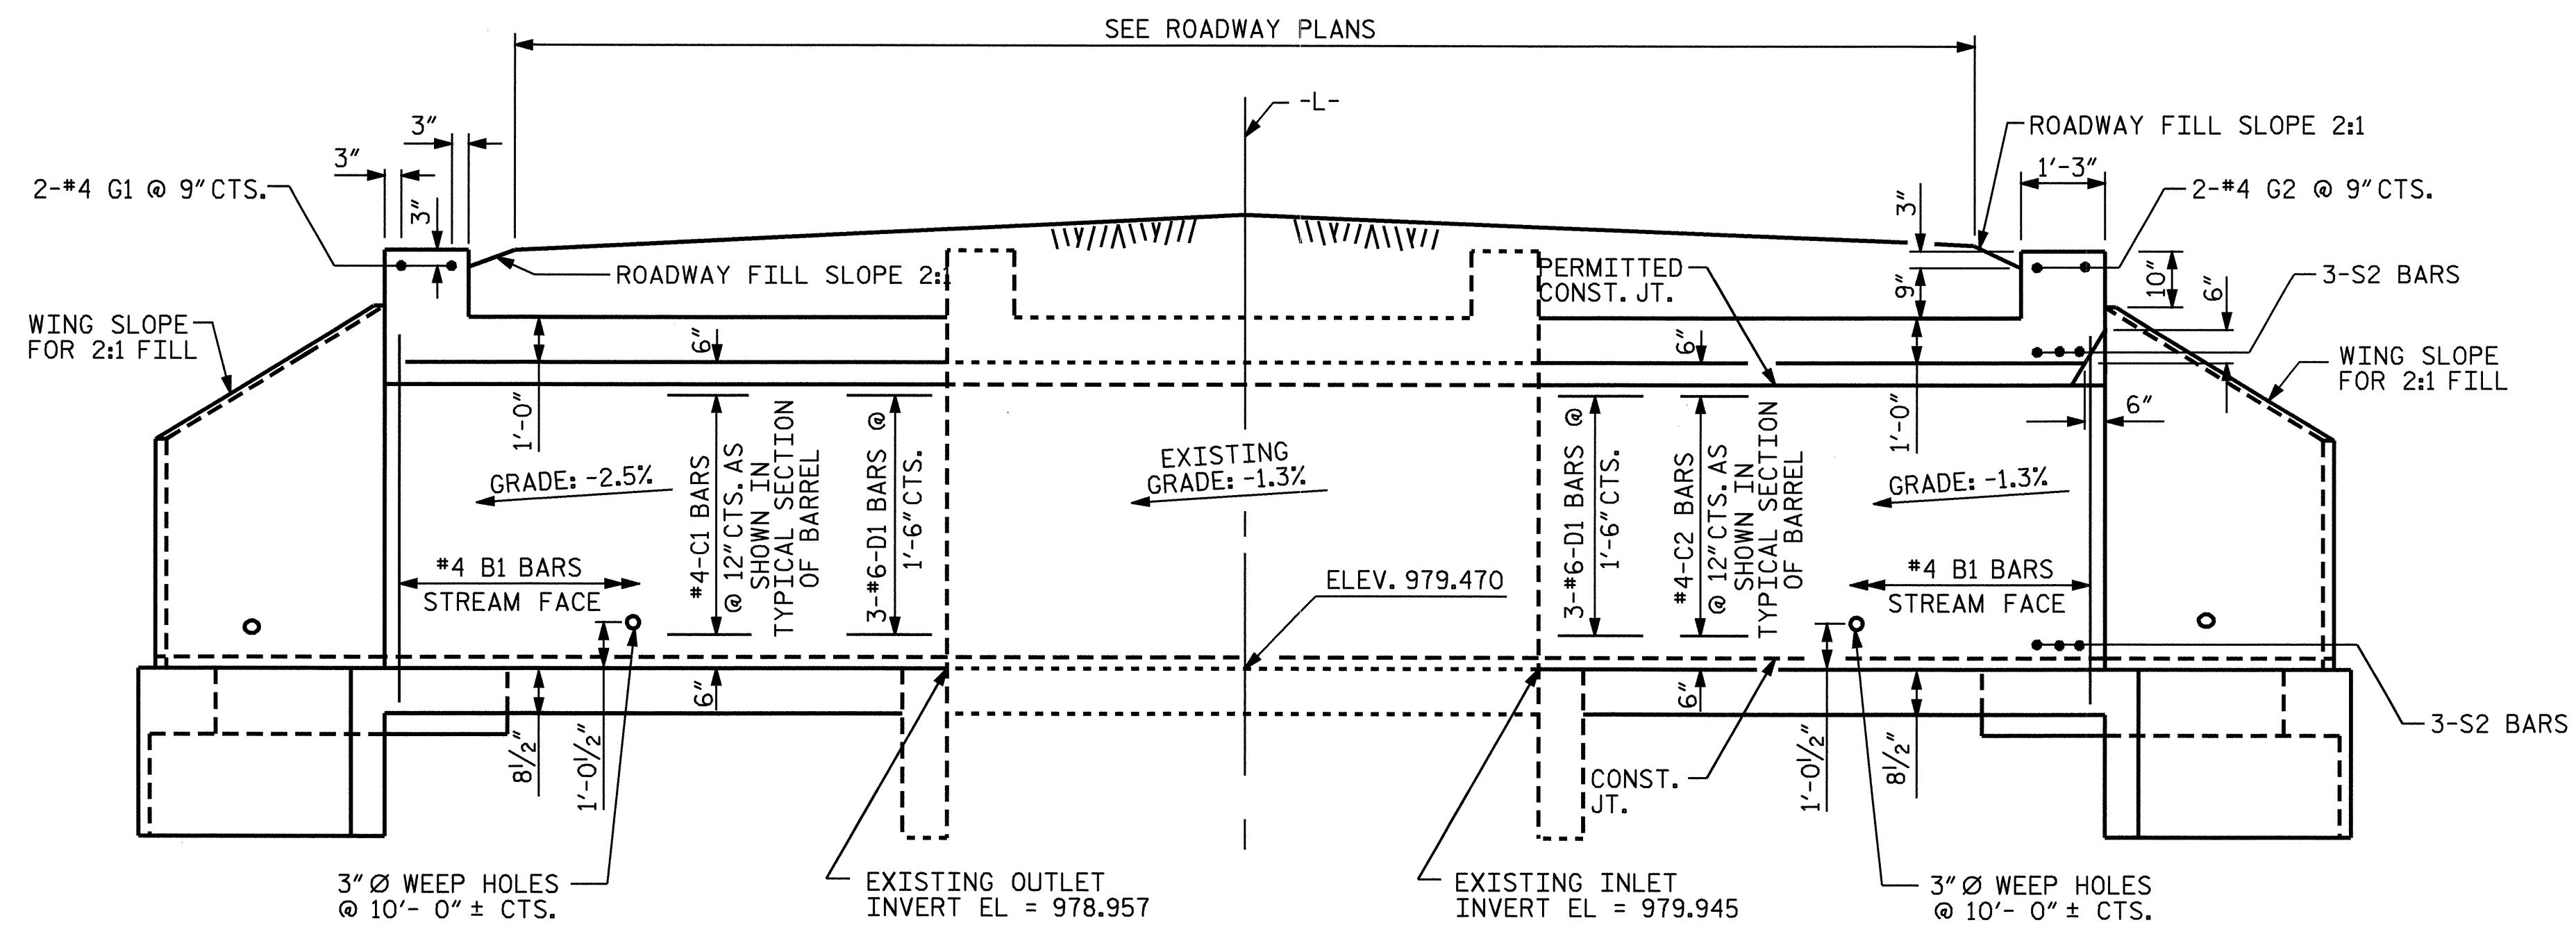 SEE ROADWAY PLANS
-L-
3"
3"
3"
2-#4 G1 @ 9" CTS.
ROADWAY FILL SLOPE 2:1
1'-3"
3"
2-#4 G2 @ 9" CTS.
ROADWAY FILL SLOPE 2:1
PERMITTED
CONST. JT.
9"
10"
6"
3-S2 BARS
WING SLOPE
FOR 2:1 FILL
6"
6"
WING SLOPE
FOR 2:1 FILL
1'-0"
1'-0"
6"
GRADE: -2.5%
#4-C1 BARS
@ 12" CTS. AS
SHOWN IN
TYPICAL SECTION
OF BARREL
3-#6-D1 BARS @
1'-6" CTS.
EXISTING
GRADE: -1.3%
3-#6-D1 BARS @
1'-6" CTS.
#4-C2 BARS
@ 12" CTS. AS
SHOWN IN
TYPICAL SECTION
OF BARREL
GRADE: -1.3%
#4 B1 BARS
STREAM FACE
ELEV. 979.470
#4 B1 BARS
STREAM FACE
6"
6"
8½"
1'-0½"
1'-0½"
8½"
3-S2 BARS
CONST.
JT.
3" Ø WEEP HOLES
@ 10'- 0" ± CTS.
EXISTING OUTLET
INVERT EL = 978.957
EXISTING INLET
INVERT EL = 979.945
3" Ø WEEP HOLES
@ 10'- 0" ± CTS.